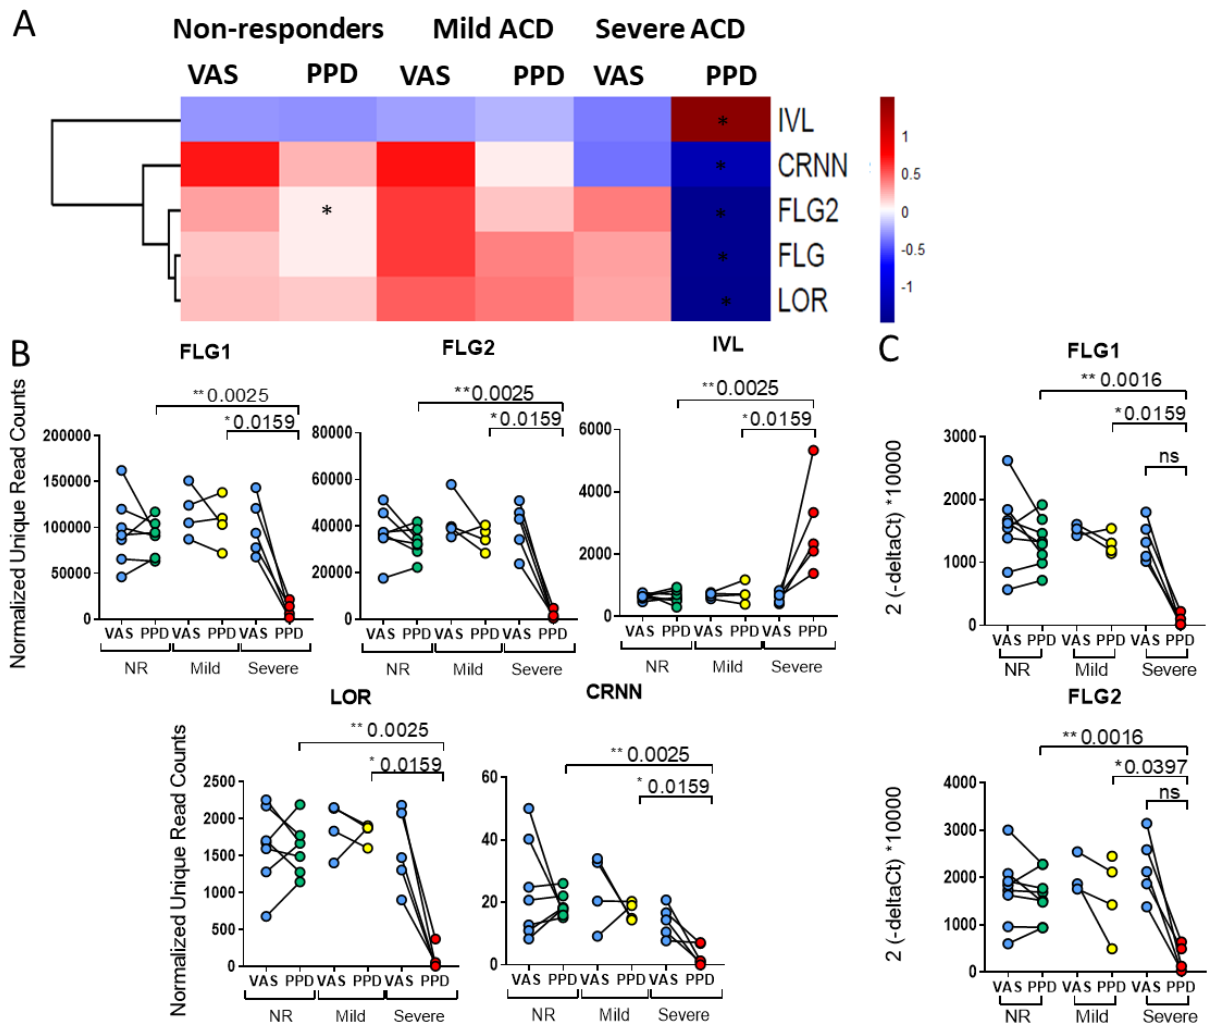 A
Non-responders Mild ACD Severe ACD
VAS PPD VAS PPD VAS PPD
* IVL
* CRNN
* * FLG2
* FLG
* LOR
1
0.5
0
-0.5
-1
B
FLG1
Normalized Unique Read Counts
** 0.0025
* 0.0159
200000
150000
100000
50000
0
VAS PPD VAS PPD VAS PPD
NR Mild Severe
FLG2
** 0.0025
* 0.0159
80000
60000
40000
20000
0
VAS PPD VAS PPD VAS PPD
NR Mild Severe
IVL
** 0.0025
* 0.0159
6000
4000
2000
0
VAS PPD VAS PPD VAS PPD
NR Mild Severe
LOR
Normalized Unique Read Counts
** 0.0025
* 0.0159
2500
2000
1500
1000
500
0
VAS PPD VAS PPD VAS PPD
NR Mild Severe
CRNN
** 0.0025
* 0.0159
60
40
20
0
VAS PPD VAS PPD VAS PPD
NR Mild Severe
C
FLG1
2 (-deltaCt) *10000
** 0.0016
* 0.0159
ns
3000
2000
1000
0
VAS PPD VAS PPD VAS PPD
NR Mild Severe
FLG2
2 (-deltaCt) *10000
** 0.0016
* 0.0397
ns
4000
3000
2000
1000
0
VAS PPD VAS PPD VAS PPD
NR Mild Severe